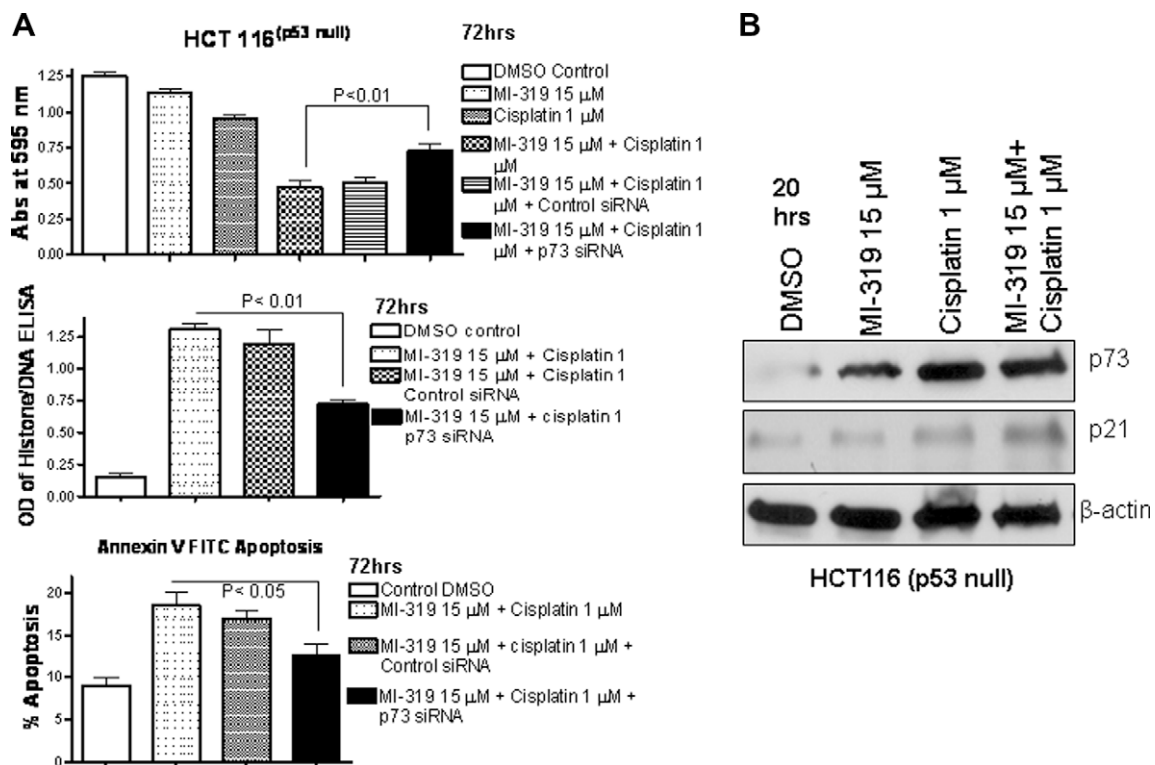 A
HCT 116(p53 null)
72hrs
DMSO Control
MI-319 15 μM
Cisplatin 1 μM
MI-319 15 μM + Cisplatin 1
μM
MI-319 15 μM + Cisplatin 1
μM + Control siRNA
MI-319 15 μM + Cisplatin 1
μM + p73 siRNA
P<0.01
Abs at 595 nm
1.25
1.00
0.75
0.50
0.25
0.00
72hrs
DMSO control
MI-319 15 μM + Cisplatin 1
MI-319 15 μM + Cisplatin 1
Control siRNA
MI-319 15 μM + cisplatin 1
p73 siRNA
P< 0.01
OD of Histone/DNA ELISA
1.25
1.00
0.75
0.50
0.25
0.00
Annexin V FITC Apoptosis
72hrs
Control DMSO
MI-319 15 μM + Cisplatin 1 μM
MI-319 15 μM + cisplatin 1 μM +
Control siRNA
MI-319 15 μM + Cisplatin 1 μM +
p73 siRNA
P< 0.05
% Apoptosis
20
15
10
5
0
B
20
hrs
DMSO
MI-319 15 μM
Cisplatin 1 μM
MI-319 15 μM+
Cisplatin 1 μM
p73
p21
β-actin
HCT116 (p53 null)